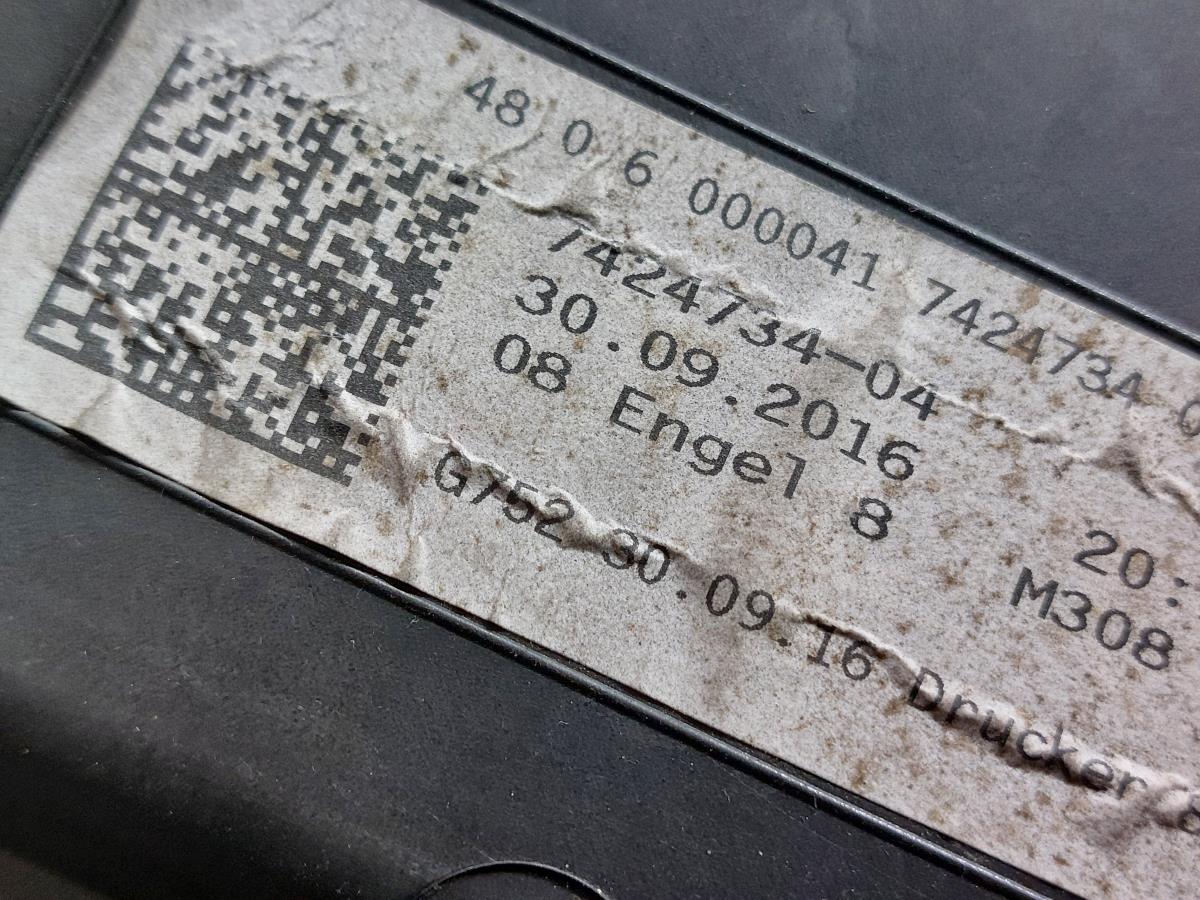 48 0 6 000041 7424734 0
7424734-04
30.09.2016 20:
08 Engel 8 M308
G752 30.09.16 Drucker